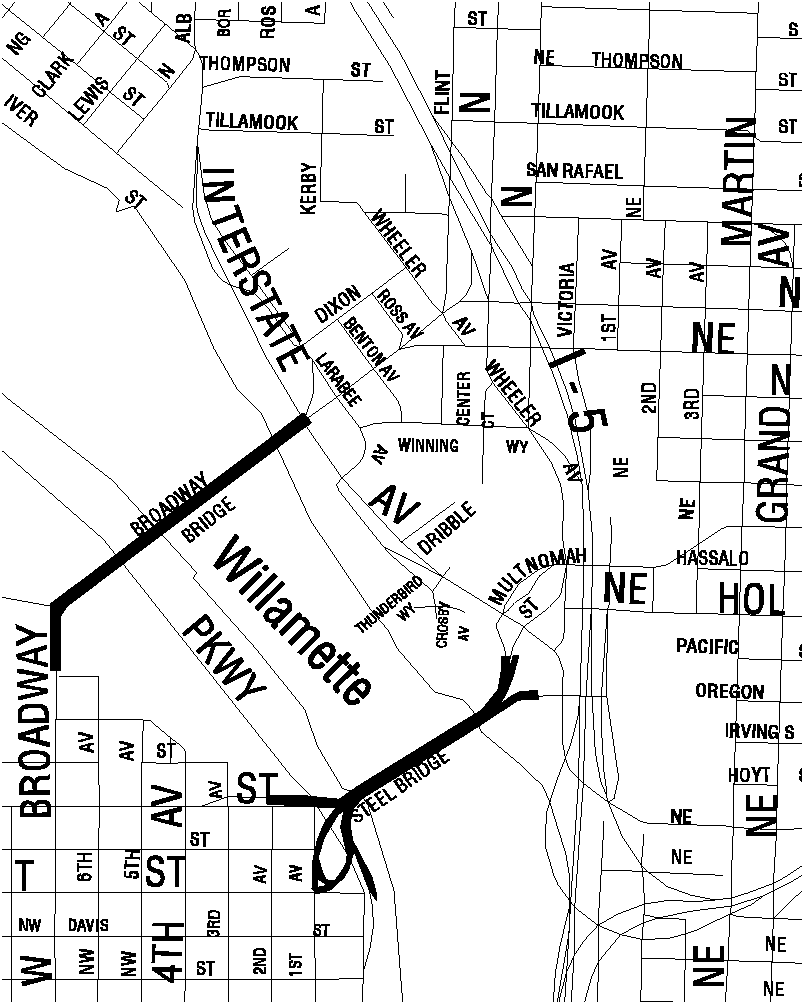 NG
CLARK
A
ST
LEWIS
ST
N
ALB
BOR
ROS
A
AV
ST
S
IVER
THOMPSON
ST
FLINT
N
NE
THOMPSON
ST
TILLAMOOK
ST
TILLAMOOK
ST
ST
KERBY
SAN RAFAEL
S
N
NE
MARTIN
AV
INTERSTATE
WHEELER
DIXON
ROSS AV
BENTON AV
LARABEE
AV
AV
VICTORIA
AV
1ST
AV
AV
N
NE
N
CENTER
CT
WHEELER
AV
I-5
2ND
3RD
NE
NE
GRAND
AV
WINNING
WY
BROADWAY
BRIDGE
DRIBBLE
MULTNOMAH
ST
HASSALO
NE
HOL
Willamette
THUNDERBIRD
WY
CROSBY
AV
PKWY
PACIFIC
S
OREGON
IRVING S
HOYT
S
BROADWAY
AV
AV
ST
AV
AV
ST
STEEL BRIDGE
NE
NE
NE
ST
T
6TH
5TH
ST
AV
AV
NW
DAVIS
4TH
3RD
ST
W
NW
NW
ST
2ND
1ST
NE
NE
NE